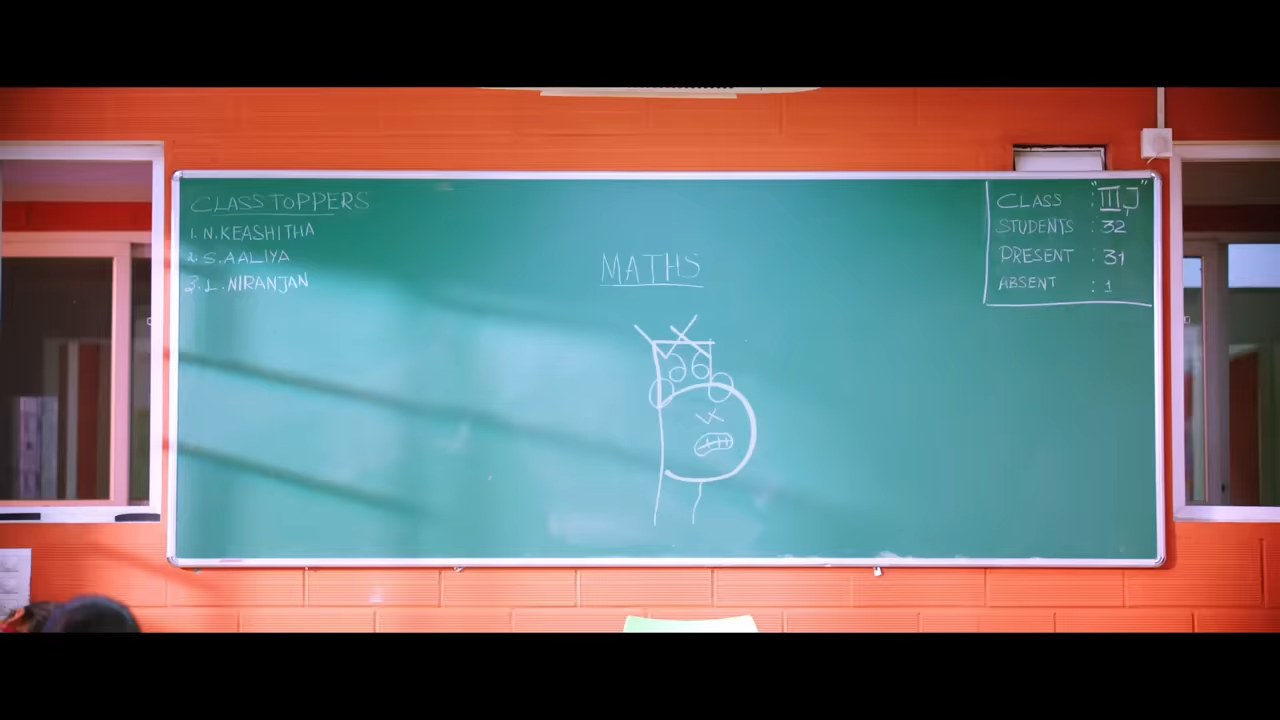 CLASS TOPPERS
1. N.KEASHITHA
2. S.AALIYA
3. L.NIRANJAN
MATHS
CLASS : "III J"
STUDENTS : 32
PRESENT : 31
ABSENT : 1